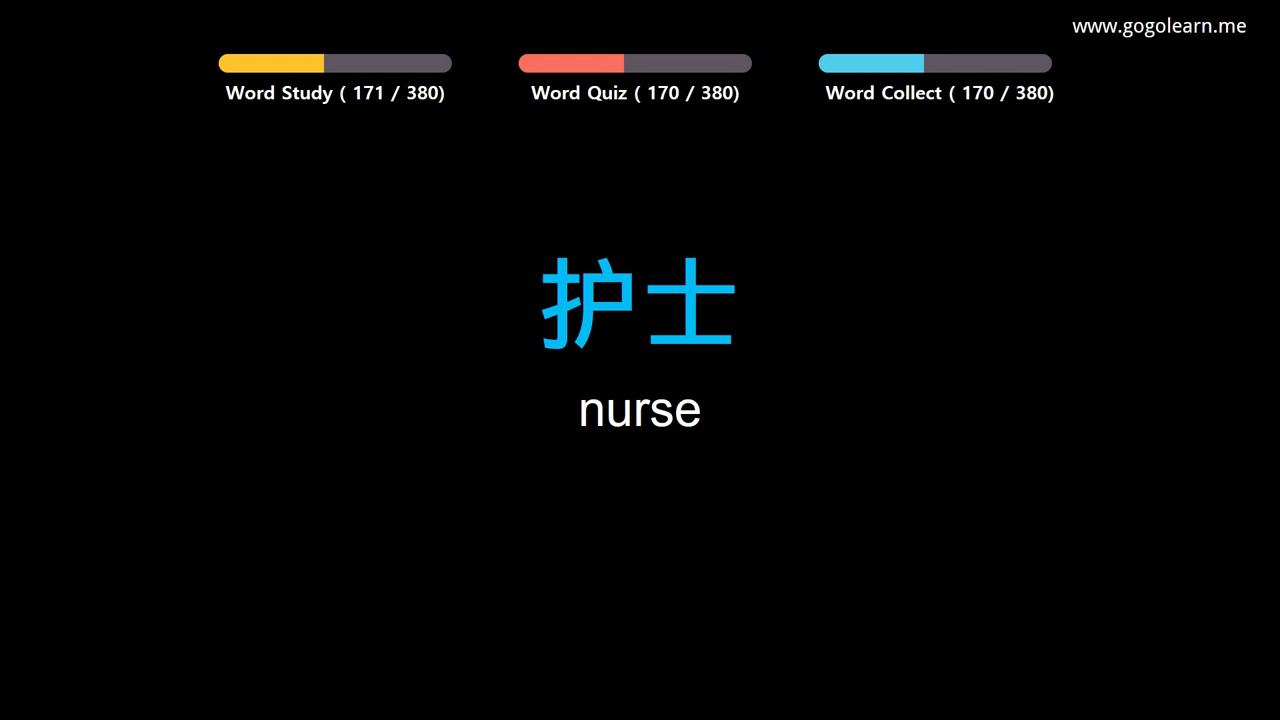 www.gogolearn.me
Word Study ( 171 / 380)
Word Quiz ( 170 / 380)
Word Collect ( 170 / 380)
护士
nurse